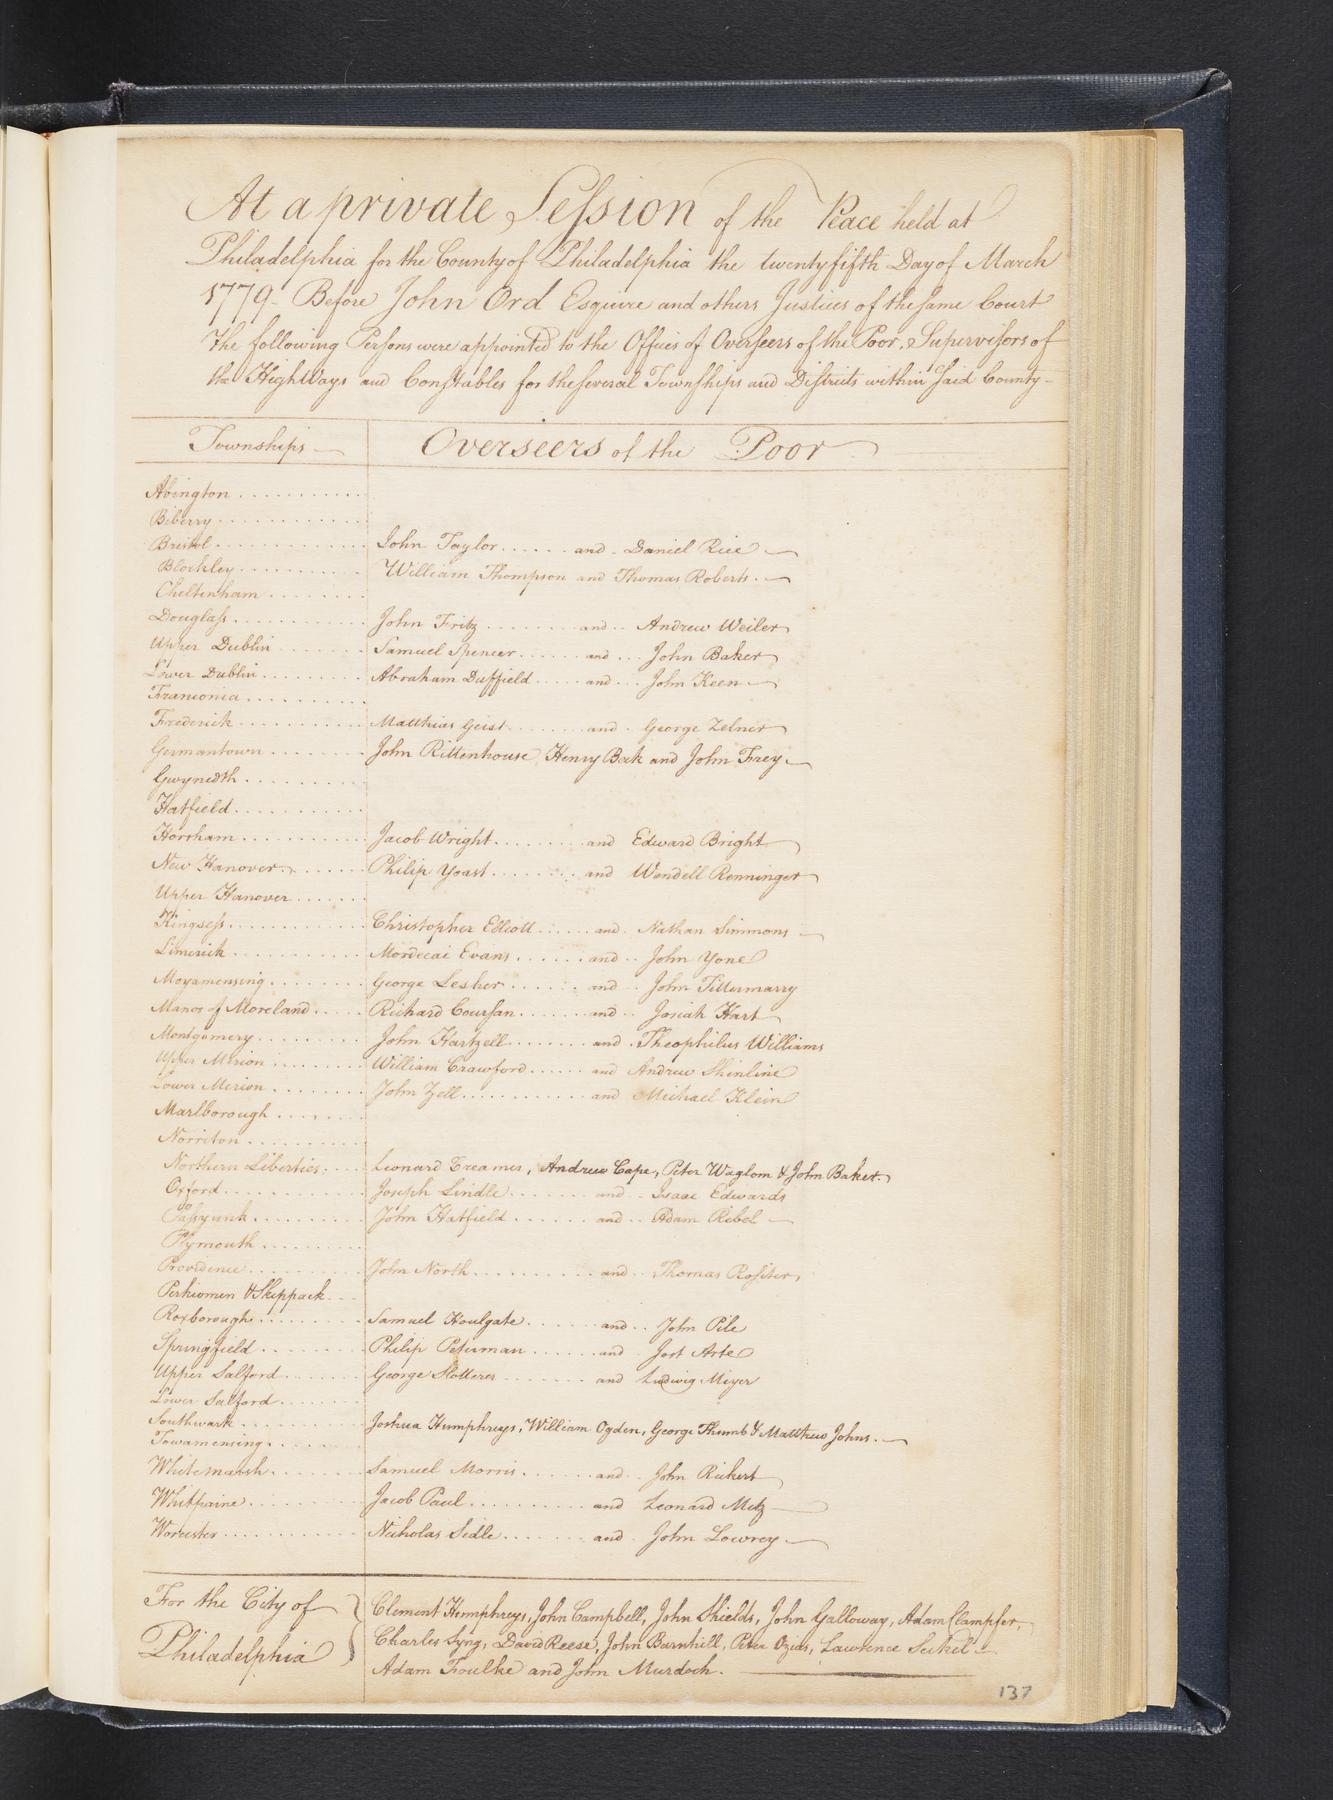 At a private Session of the Peace held at
Philadelphia for the County of Philadelphia the twentyfifth Day of March
1779 - Before John Ord Esquire and others Justices of the same Court
The following Persons were appointed to the Offices of Overseers of the Poor, Supervisors of
the HighWays and Constables for the several Townships and Districts within said County -
Townships Overseers of the Poor
Abington
Biberry
Bristol John Taylor and Daniel Rice
Blockley William Thompson and Thomas Roberts.
Cheltenham
Douglass John Fritz and Andrew Weiler
Upper Dublin Samuel Spencer and John Baker
Lower Dublin Abraham Duffield and John Keen
Franconia
Frederick Matthias Geist and George Zelner
Germantown John Rittenhouse, Henry Bock and John Frey
Gwynedth
Hatfield
Horsham Jacob Wright and Edward Bright
New Hanover Philip Yoast and Wendell Renninger
Upper Hanover
Kingsess Christopher Elliott and Nathan Simmons
Limerick Mordecai Evans and John Yone
Moyamensing George Lesher and John Tittermarry
Manor of Moreland Richard Coursan and Josiah Hart
Montgomery John Hartzell and Theophilus Williams
Upper Merion William Crawford and Andrew Shinline
Lower Merion John Zell and Michael Klein
Marlborough
Norriton
Northern Liberties Leonard Creamer, Andrew Cape, Peter Waglom & John Baker.
Oxford Joseph Lindle and Isaac Edwards
Passyunk John Hatfield and Adam Rebel
Plymouth
Providence John North and Thomas Rositer
Perkiomen & Skippack
Roxborough Samuel Houlgate and John Pile
Springfield Philip Peterman and Jost Arte
Upper Salford George Slotterer and Ludwig Meyer
Lower Salford
Southwark Joshua Humphreys, William Ogden, George Thumb & Matthew Johns.
Towamensing
Whitemarsh Samuel Morris and John Rickert
Whitpaine Jacob Paul and Leonard Metz
Worcester Nicholas Sidle and John Lowrey
For the City of Clement Humphreys, John Campbell, John Shields, John Galloway, Adam Clampfer,
Philadelphia Charles Syng, David Reese, John Barnhill, Peter Ozias, Lawrence Seckel
Adam Foulke and John Murdoch.
137